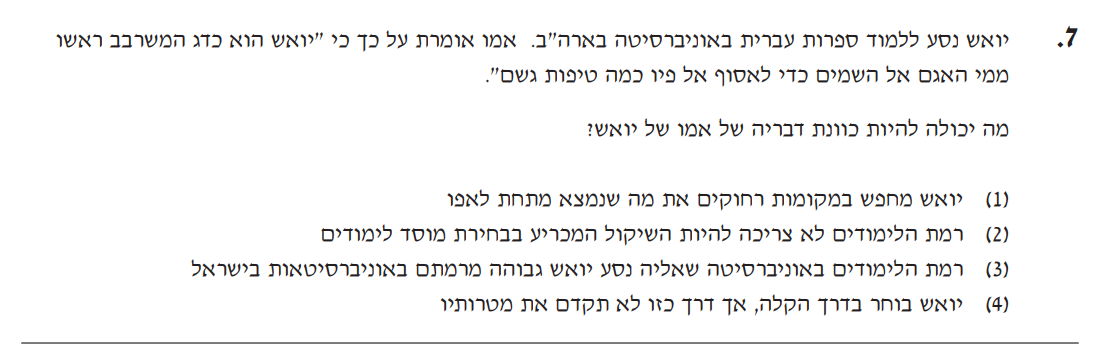 7. יואש נסע ללמוד ספרות עברית באוניברסיטה בארה"ב. אמו אומרת על כך כי "יואש הוא כדג המשרבב ראשו
ממי האגם אל השמים כדי לאסוף אל פיו כמה טיפות גשם".
מה יכולה להיות כוונת דבריה של אמו של יואש?
(1) יואש מחפש במקומות רחוקים את מה שנמצא מתחת לאפו
(2) רמת הלימודים לא צריכה להיות השיקול המכריע בבחירת מוסד לימודים
(3) רמת הלימודים באוניברסיטה שאליה נסע יואש גבוהה מרמתם באוניברסיטאות בישראל
(4) יואש בוחר בדרך הקלה, אך דרך כזו לא תקדם את מטרותיו